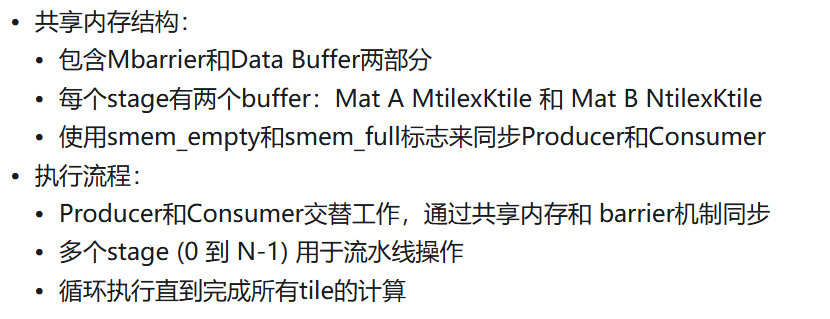 • 共享内存结构：
• 包含Mbarrier和Data Buffer两部分
• 每个stage有两个buffer：Mat A MtilexKtile 和 Mat B NtilexKtile
• 使用smem_empty和smem_full标志来同步Producer和Consumer
• 执行流程：
• Producer和Consumer交替工作，通过共享内存和 barrier机制同步
• 多个stage (0 到 N-1) 用于流水线操作
• 循环执行直到完成所有tile的计算